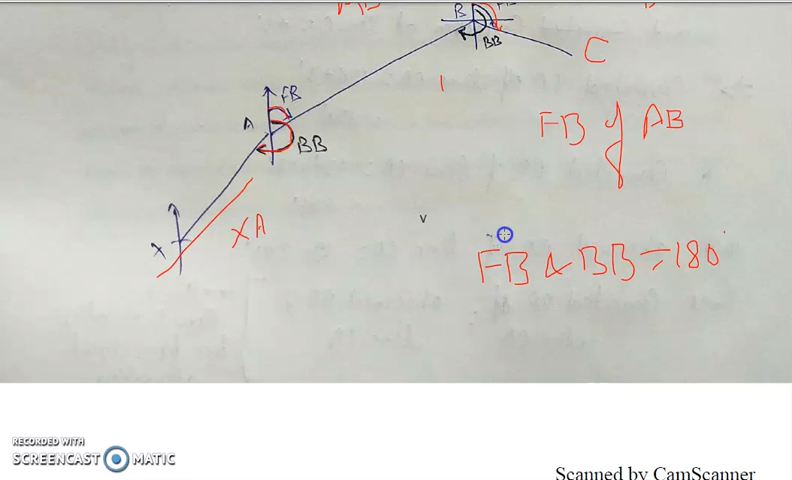 B
BB
C
FB
A
BB
FB of AB
X
XA
v
FB & BB = 180°
RECORDED WITH
SCREENCAST MATIC
Scanned by CamScanner